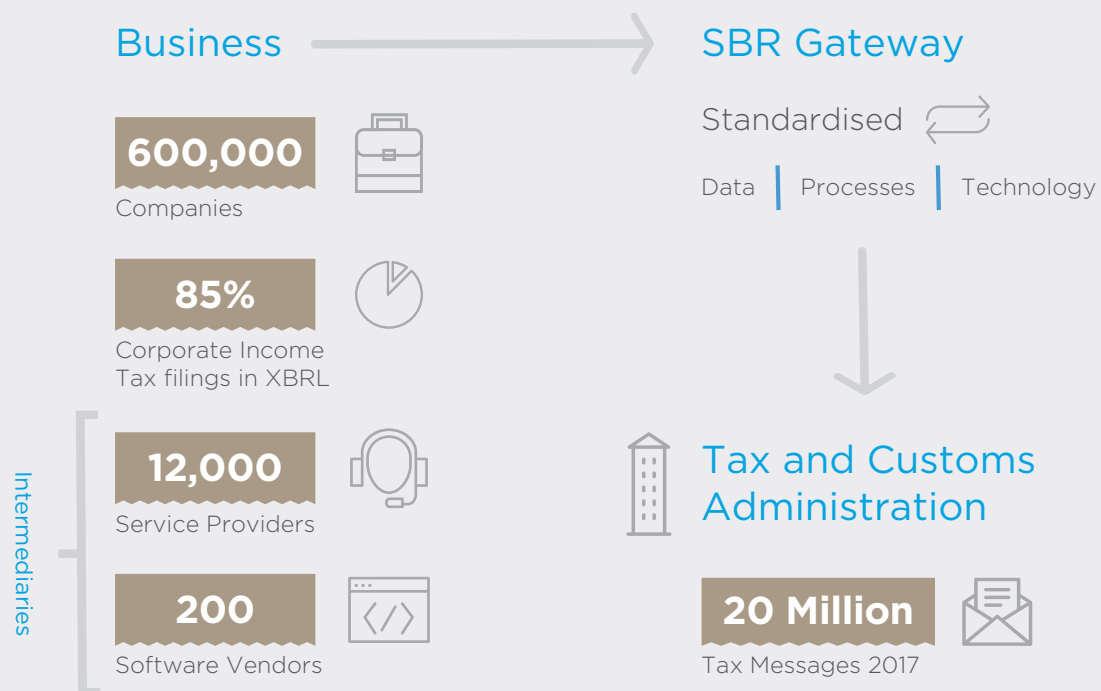 Business
600,000
Companies
85%
Corporate Income
Tax filings in XBRL
Intermediaries
12,000
Service Providers
200
Software Vendors
SBR Gateway
Standardised
Data | Processes | Technology
Tax and Customs
Administration
20 Million
Tax Messages 2017